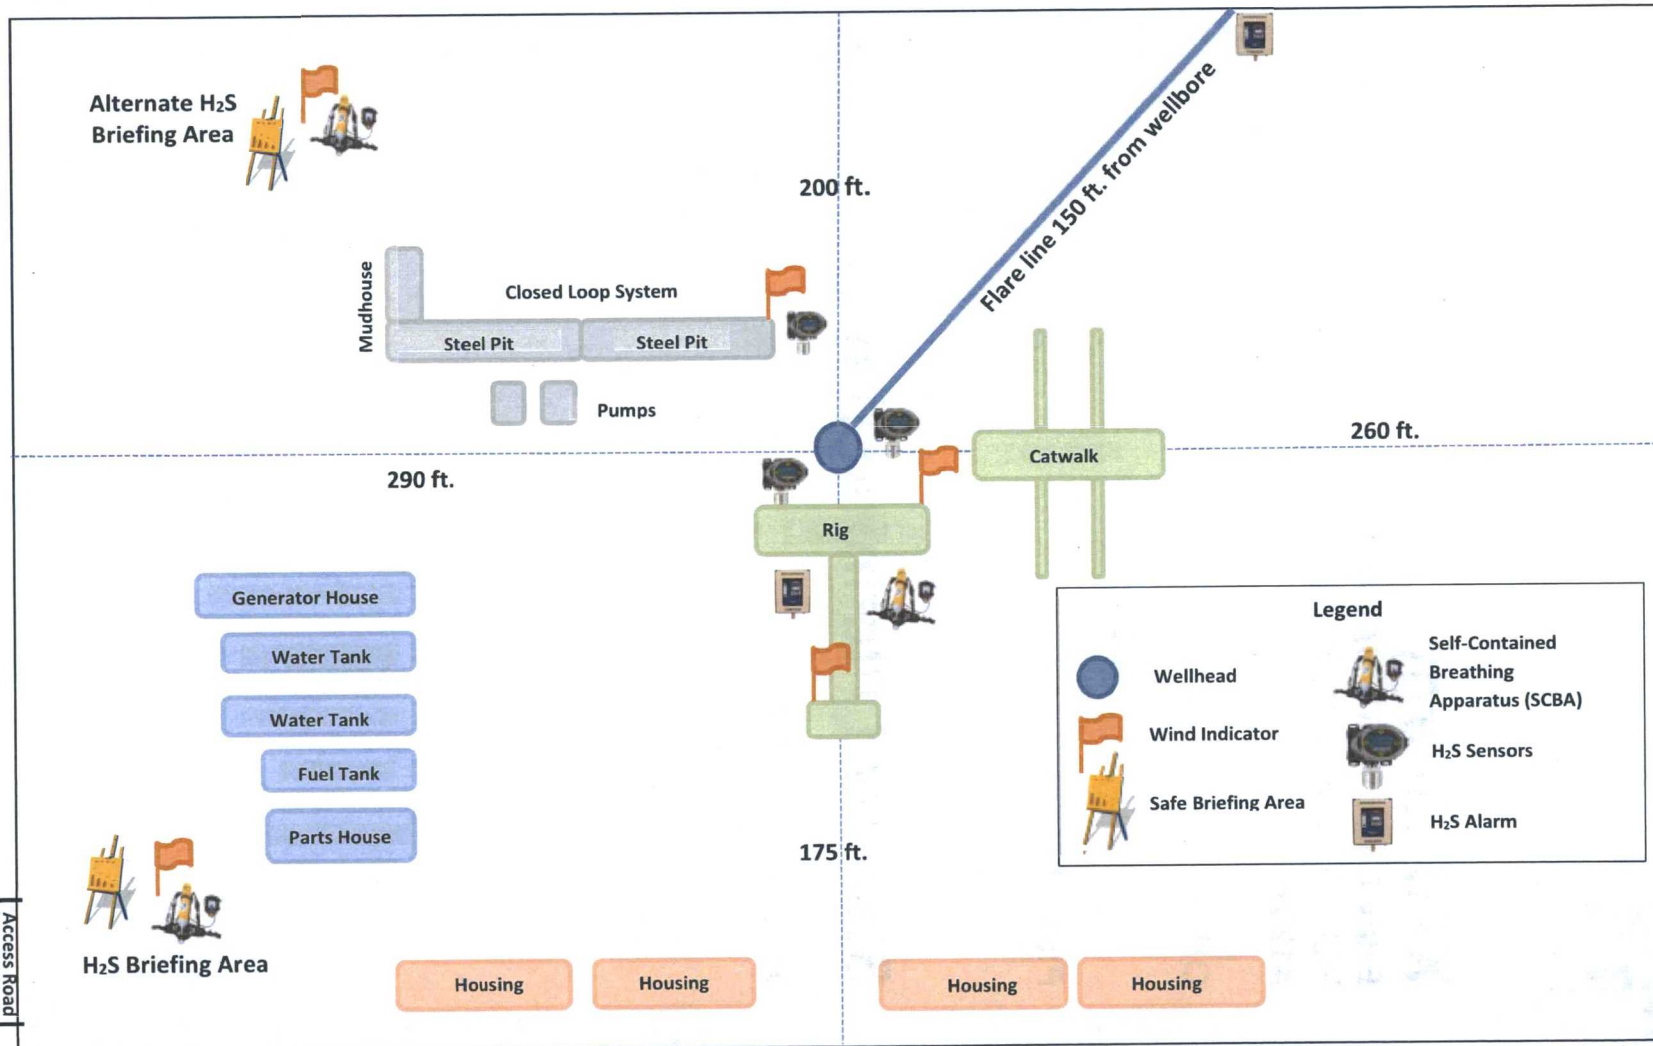 Alternate H₂S
Briefing Area
200 ft.
Flare line 150 ft. from wellbore
Mudhouse
Closed Loop System
Steel Pit
Steel Pit
Pumps
260 ft.
Catwalk
290 ft.
Rig
Generator House
Water Tank
Water Tank
Fuel Tank
Parts House
175 ft.
Legend
Wellhead
Wind Indicator
Safe Briefing Area
Self-Contained
Breathing
Apparatus (SCBA)
H₂S Sensors
H₂S Alarm
Access Road
H₂S Briefing Area
Housing
Housing
Housing
Housing